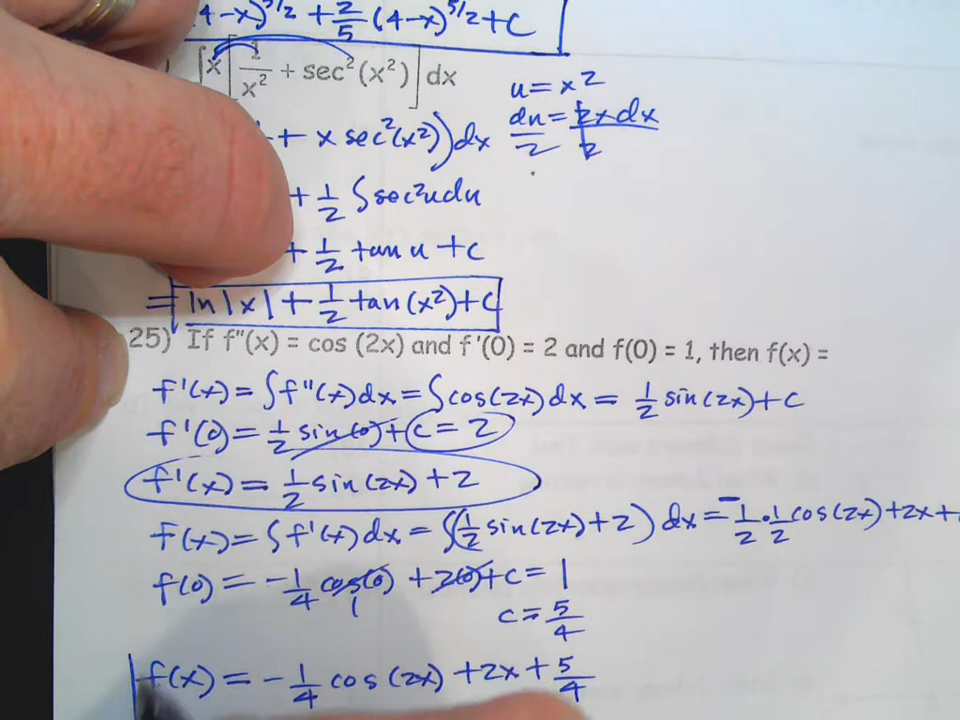 4-x)^3/2 + 2/5 (4-x)^5/2 + C
∫x[1/x² + sec²(x²)]dx
u = x²
+ x sec²(x²))dx
du/2 = 2xdx/2
+ 1/2 ∫sec²udu
+ 1/2 tan u + C
= ln|x| + 1/2 tan(x²) + C
25) If f"(x) = cos (2x) and f'(0) = 2 and f(0) = 1, then f(x) =
f'(x) = ∫f"(x)dx = ∫cos(2x)dx = 1/2 sin(2x) + C
f'(0) = 1/2 sin(0) + C = 2
f'(x) = 1/2 sin(2x) + 2
f(x) = ∫f'(x)dx = ∫(1/2 sin(2x) + 2)dx = -1/2 · 1/2 cos(2x) + 2x +
f(0) = -1/4 cos(0) + 2(0) + C = 1
1
C = 5/4
f(x) = -1/4 cos(2x) + 2x + 5/4